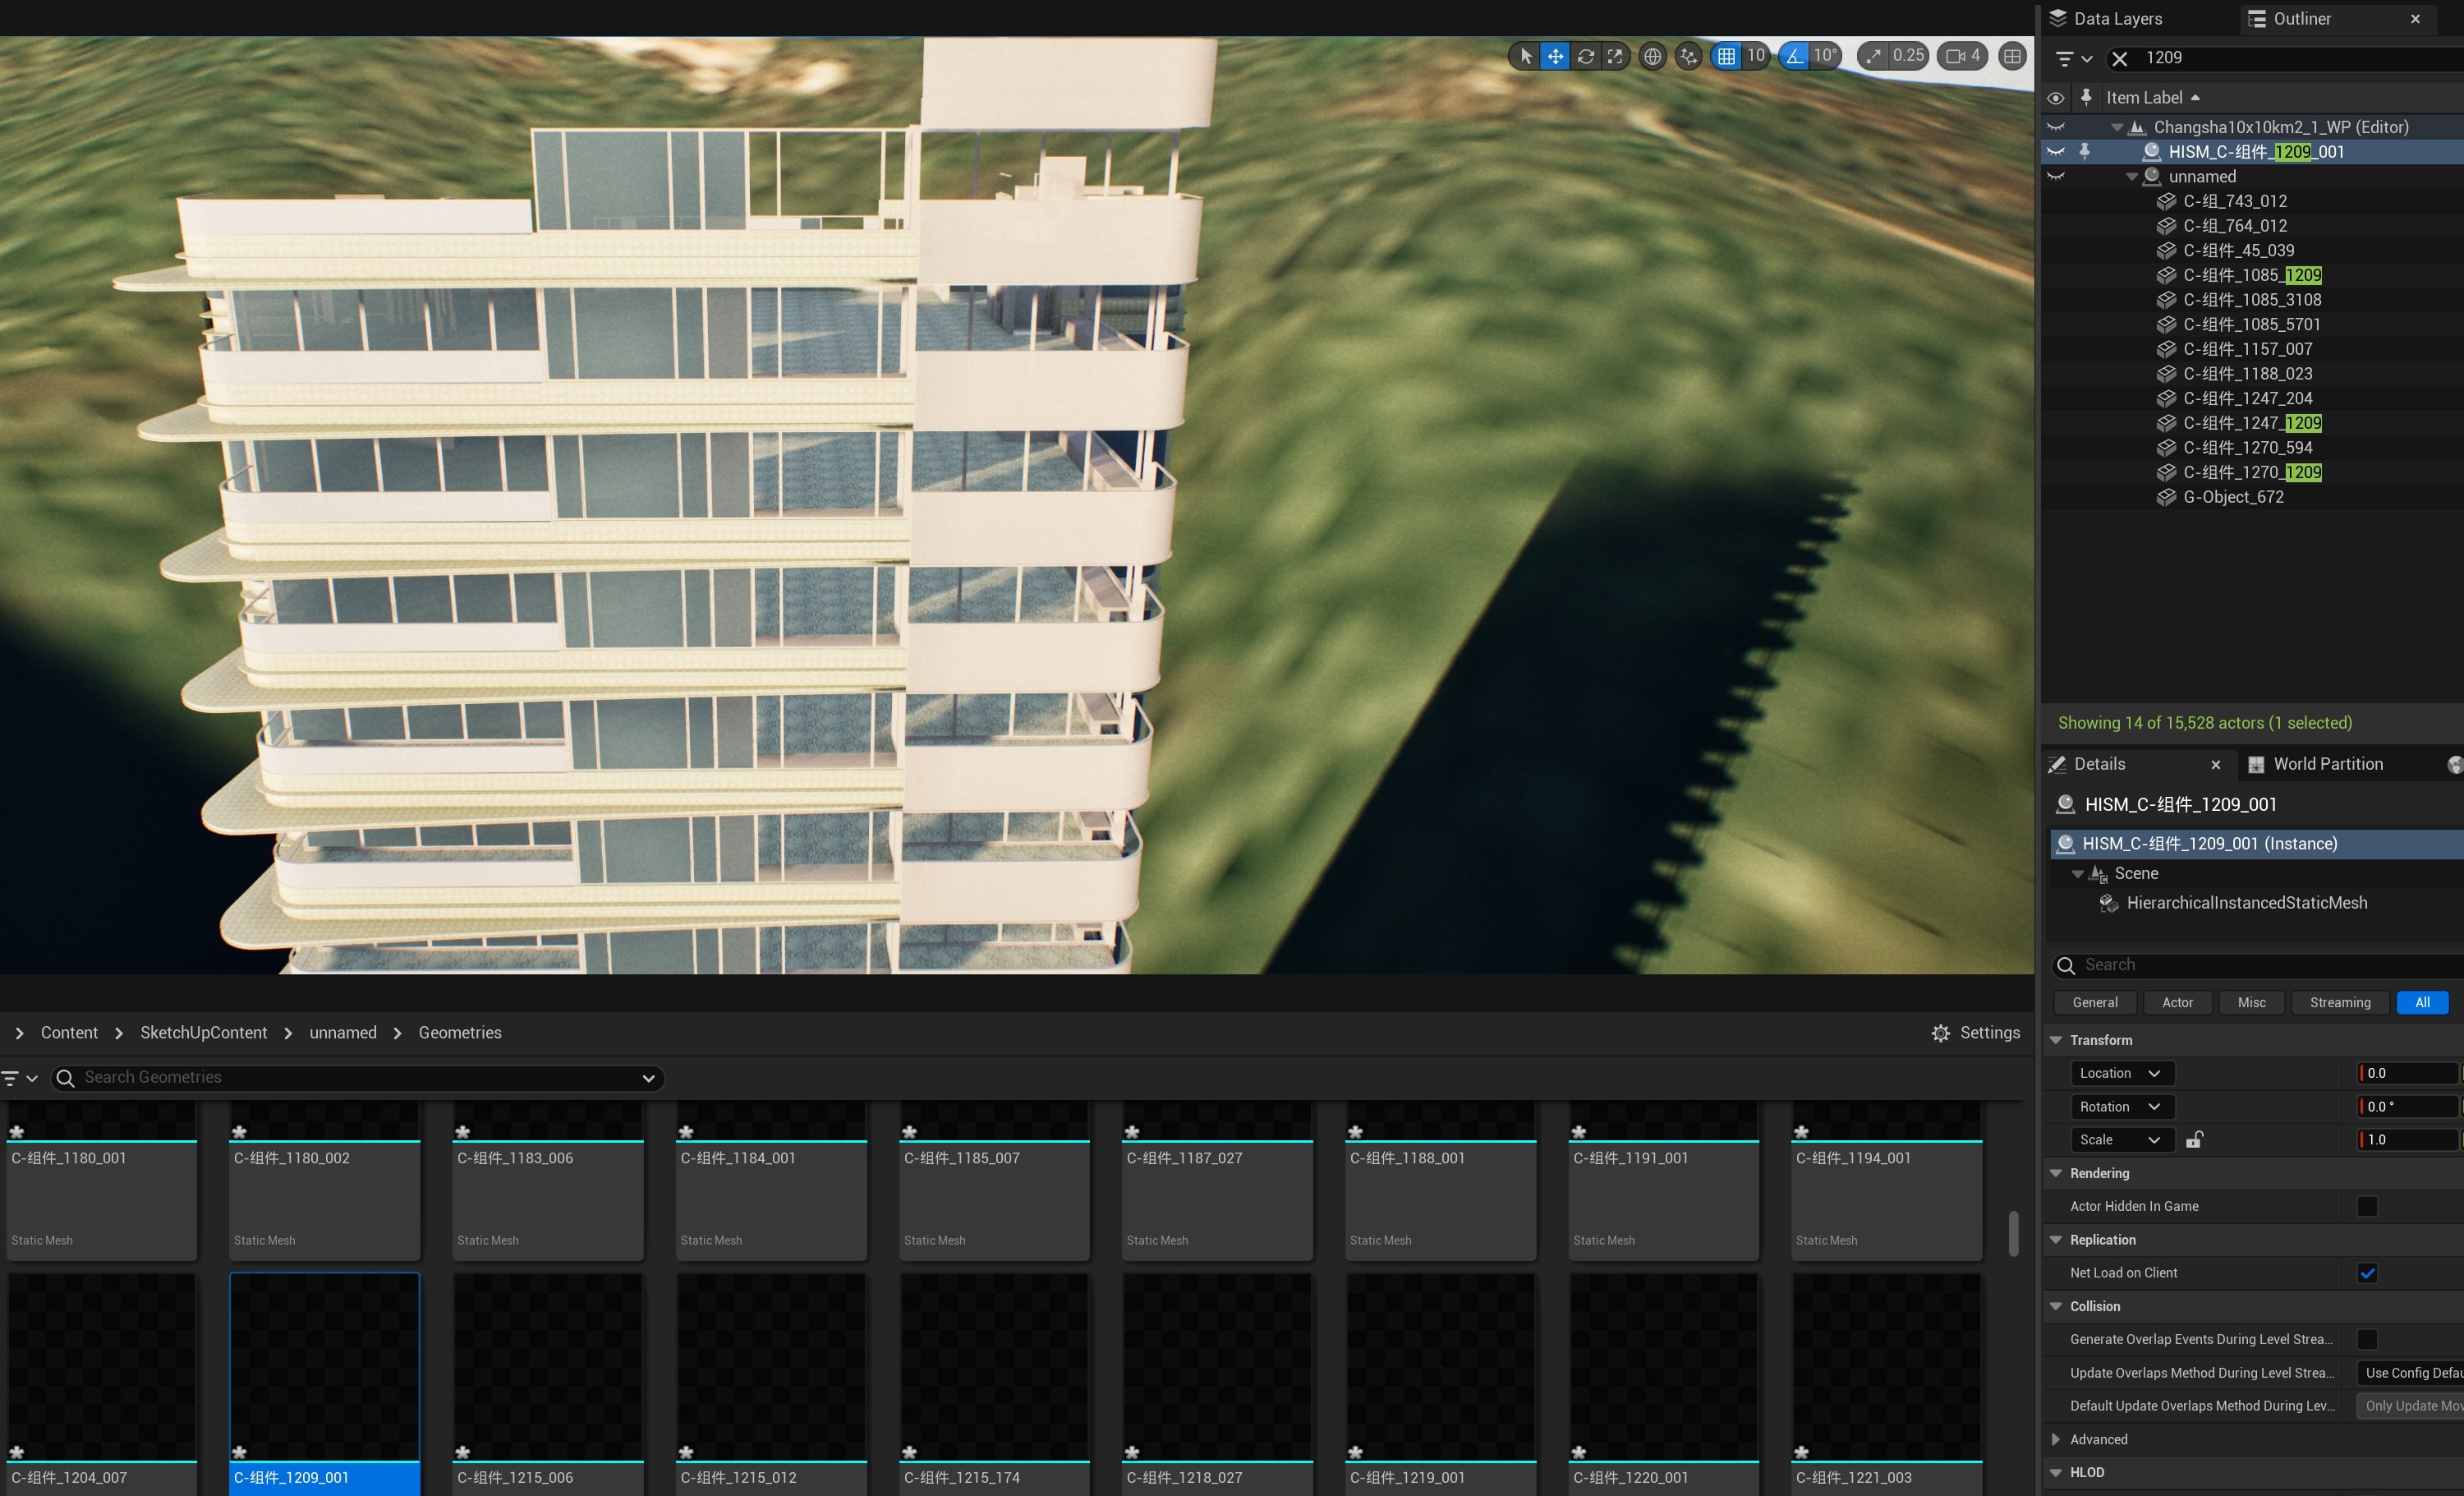 Data Layers
Outliner
1209
10
10°
0.25
4
Item Label
Changsha10x10km2_1_WP (Editor)
HISM_C-组件_1209_001
unnamed
C-组_743_012
C-组_764_012
C-组件_45_039
C-组件_1085_1209
C-组件_1085_3108
C-组件_1085_5701
C-组件_1157_007
C-组件_1188_023
C-组件_1247_204
C-组件_1247_1209
C-组件_1270_594
C-组件_1270_1209
G-Object_672
Showing 14 of 15,528 actors (1 selected)
Details
World Partition
HISM_C-组件_1209_001
HISM_C-组件_1209_001 (Instance)
Scene
HierarchicalInstancedStaticMesh
Search
General
Actor
Misc
Streaming
All
Transform
Location
0.0
Rotation
0.0 °
Scale
1.0
Rendering
Actor Hidden In Game
Replication
Net Load on Client
Collision
Generate Overlap Events During Level Strea...
Update Overlaps Method During Level Strea...
Use Config Defau
Default Update Overlaps Method During Lev...
Only Update Mov
Advanced
HLOD
Content
SketchUpContent
unnamed
Geometries
Settings
Search Geometries
C-组件_1180_001
C-组件_1180_002
C-组件_1183_006
C-组件_1184_001
C-组件_1185_007
C-组件_1187_027
C-组件_1188_001
C-组件_1191_001
C-组件_1194_001
Static Mesh
Static Mesh
Static Mesh
Static Mesh
Static Mesh
Static Mesh
Static Mesh
Static Mesh
Static Mesh
C-组件_1204_007
C-组件_1209_001
C-组件_1215_006
C-组件_1215_012
C-组件_1215_174
C-组件_1218_027
C-组件_1219_001
C-组件_1220_001
C-组件_1221_003